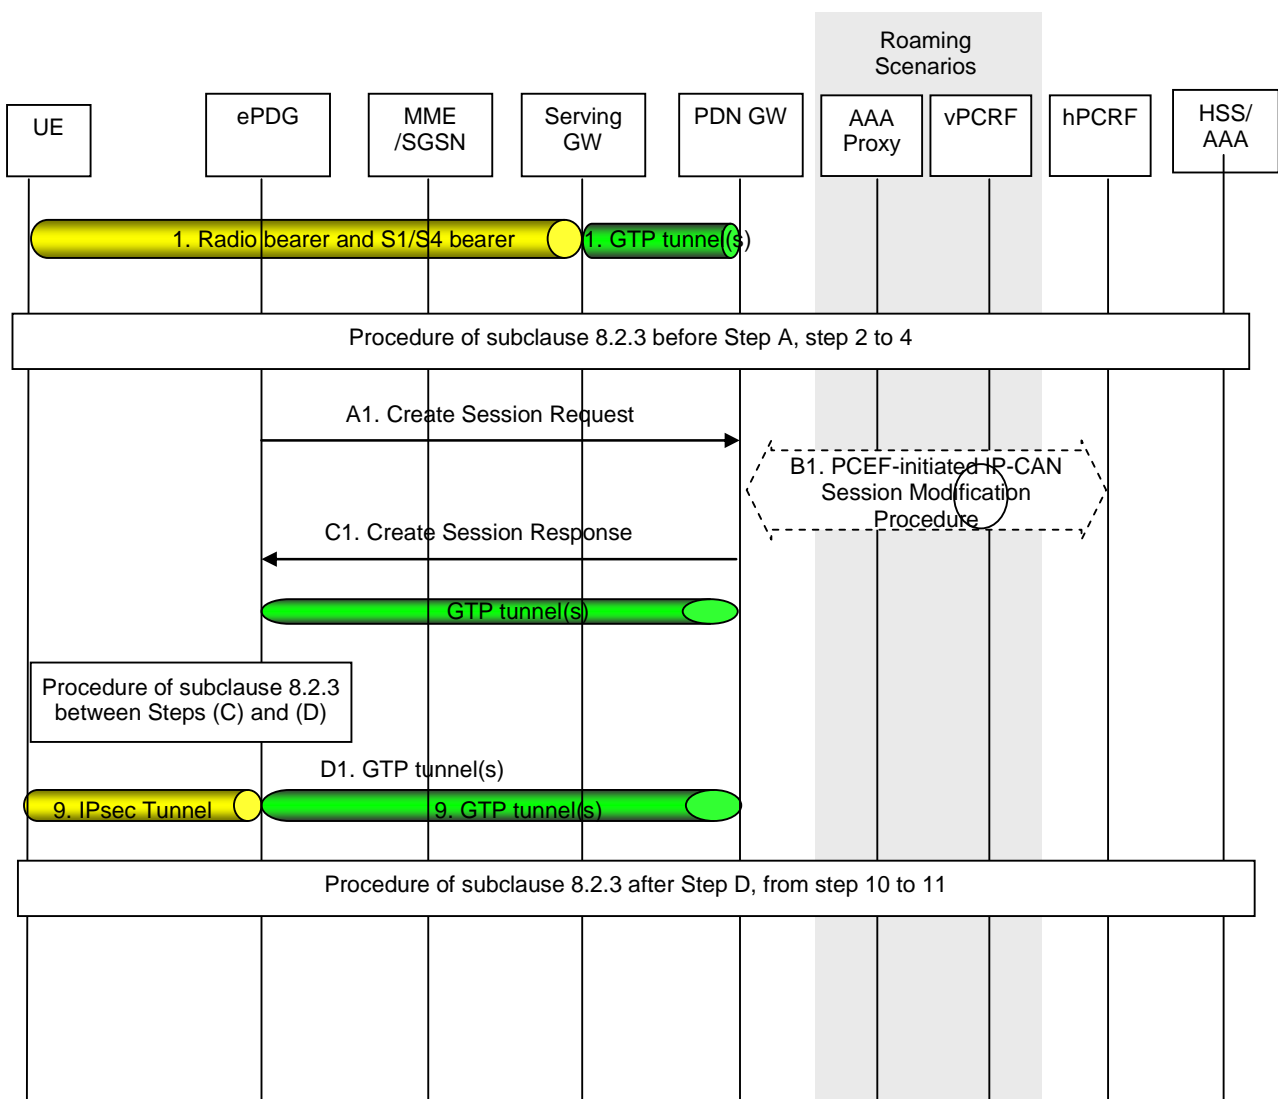 Roaming
Scenarios
UE
ePDG
MME
/SGSN
Serving
GW
PDN GW
AAA
Proxy
vPCRF
hPCRF
HSS/
AAA
1. Radio bearer and S1/S4 bearer
1. GTP tunnel(s)
Procedure of subclause 8.2.3 before Step A, step 2 to 4
A1. Create Session Request
B1. PCEF-initiated IP-CAN
Session Modification
Procedure
C1. Create Session Response
GTP tunnel(s)
Procedure of subclause 8.2.3
between Steps (C) and (D)
D1. GTP tunnel(s)
9. IPsec Tunnel
9. GTP tunnel(s)
Procedure of subclause 8.2.3 after Step D, from step 10 to 11